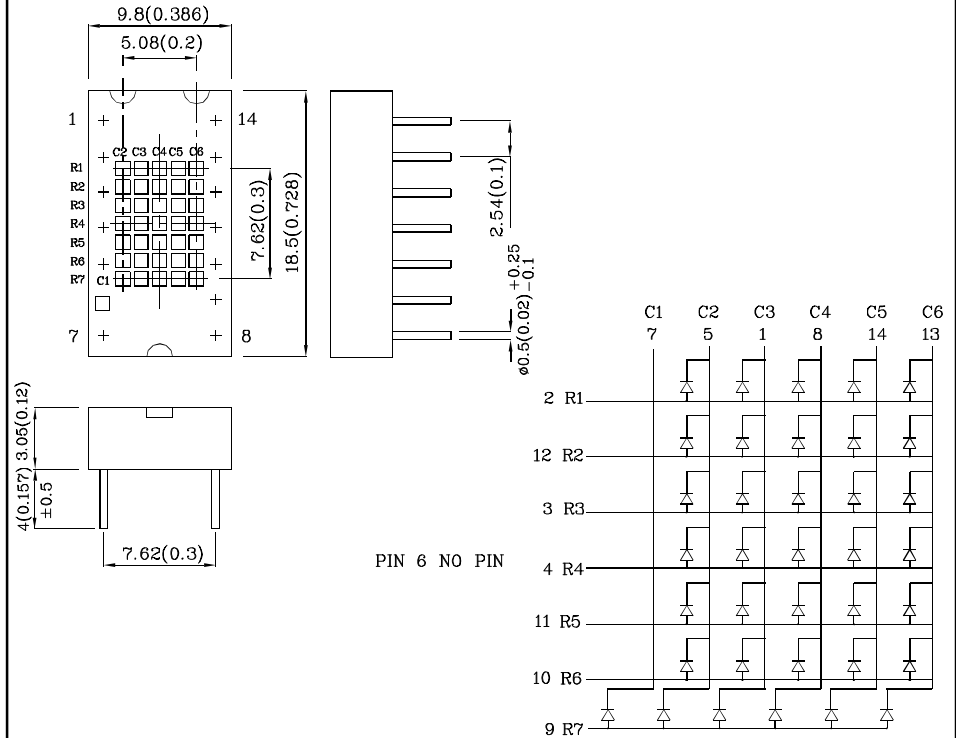 9.8(0.386)
5.08(0.2)
1
14
C2 C3 C4 C5 C6
R1
R2
R3
R4
R5
R6
R7 C1
7
8
7.62(0.3)
18.5(0.728)
2.54(0.1)
ø0.5(0.02) +0.25 -0.1
3.05(0.12)
4(0.157) ±0.5
7.62(0.3)
PIN 6 NO PIN
C1 C2 C3 C4 C5 C6
7 5 1 8 14 13
2 R1
12 R2
3 R3
4 R4
11 R5
10 R6
9 R7